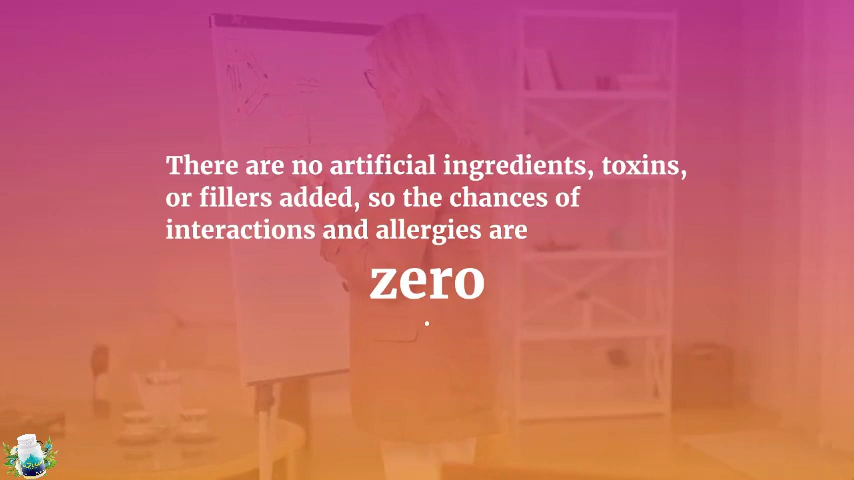 There are no artificial ingredients, toxins,
or fillers added, so the chances of
interactions and allergies are
zero
.